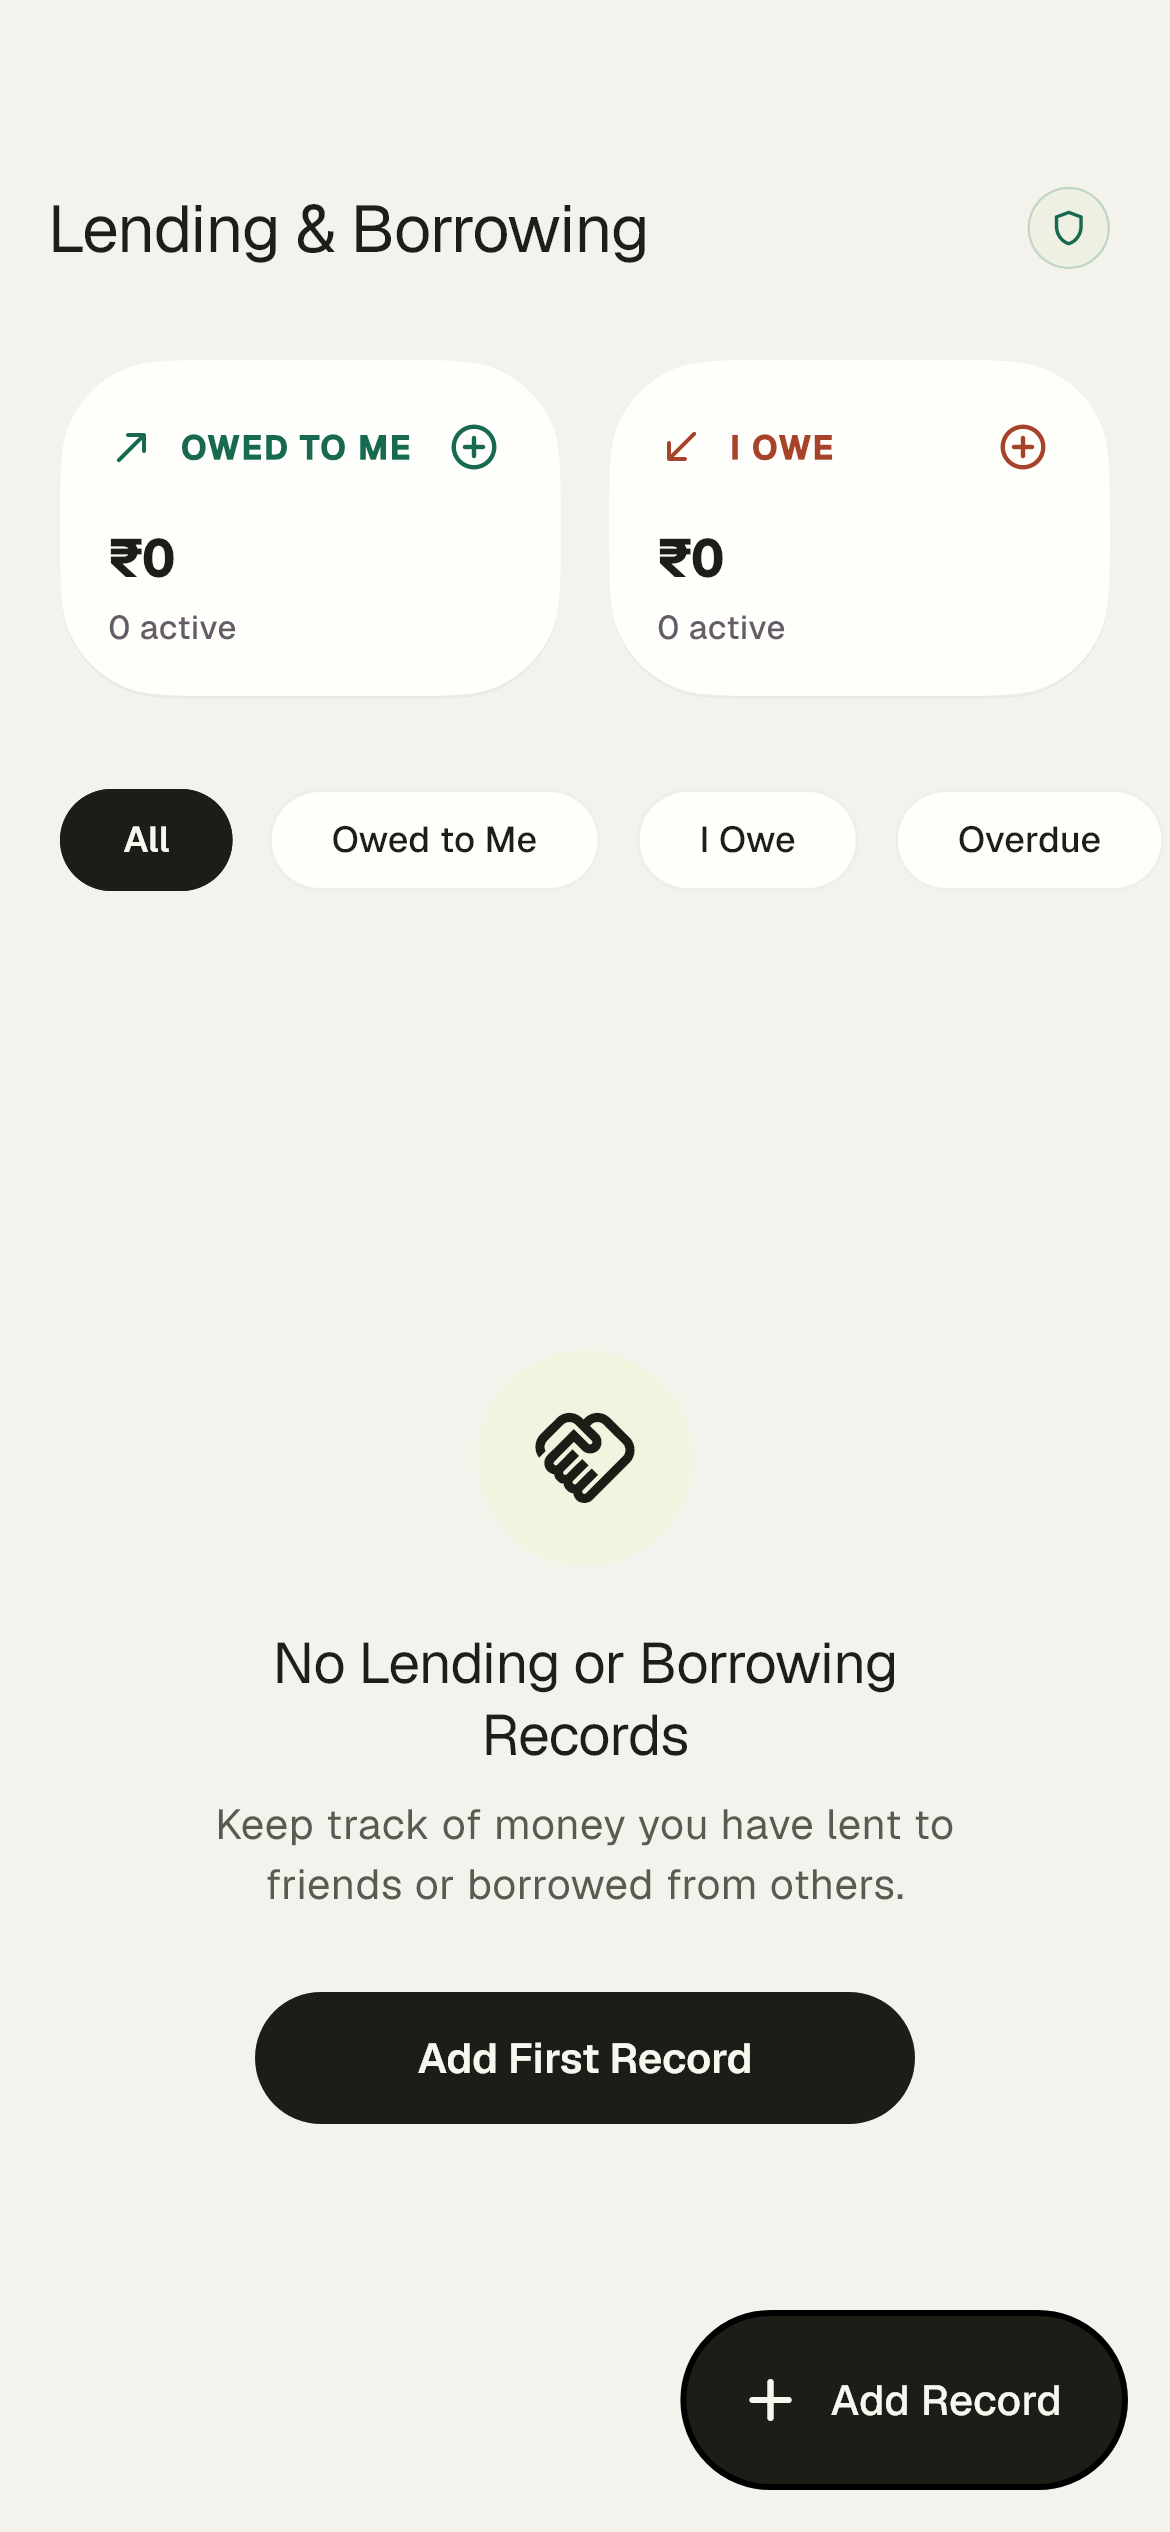 Lending & Borrowing
OWED TO ME
₹0
0 active
I OWE
₹0
0 active
All
Owed to Me
I Owe
Overdue
No Lending or Borrowing
Records
Keep track of money you have lent to
friends or borrowed from others.
Add First Record
Add Record